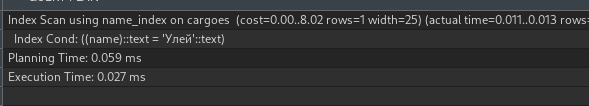 Index Scan using name_index on cargoes (cost=0.00..8.02 rows=1 width=25) (actual time=0.011..0.013 rows=
Index Cond: ((name)::text = 'Улей'::text)
Planning Time: 0.059 ms
Execution Time: 0.027 ms